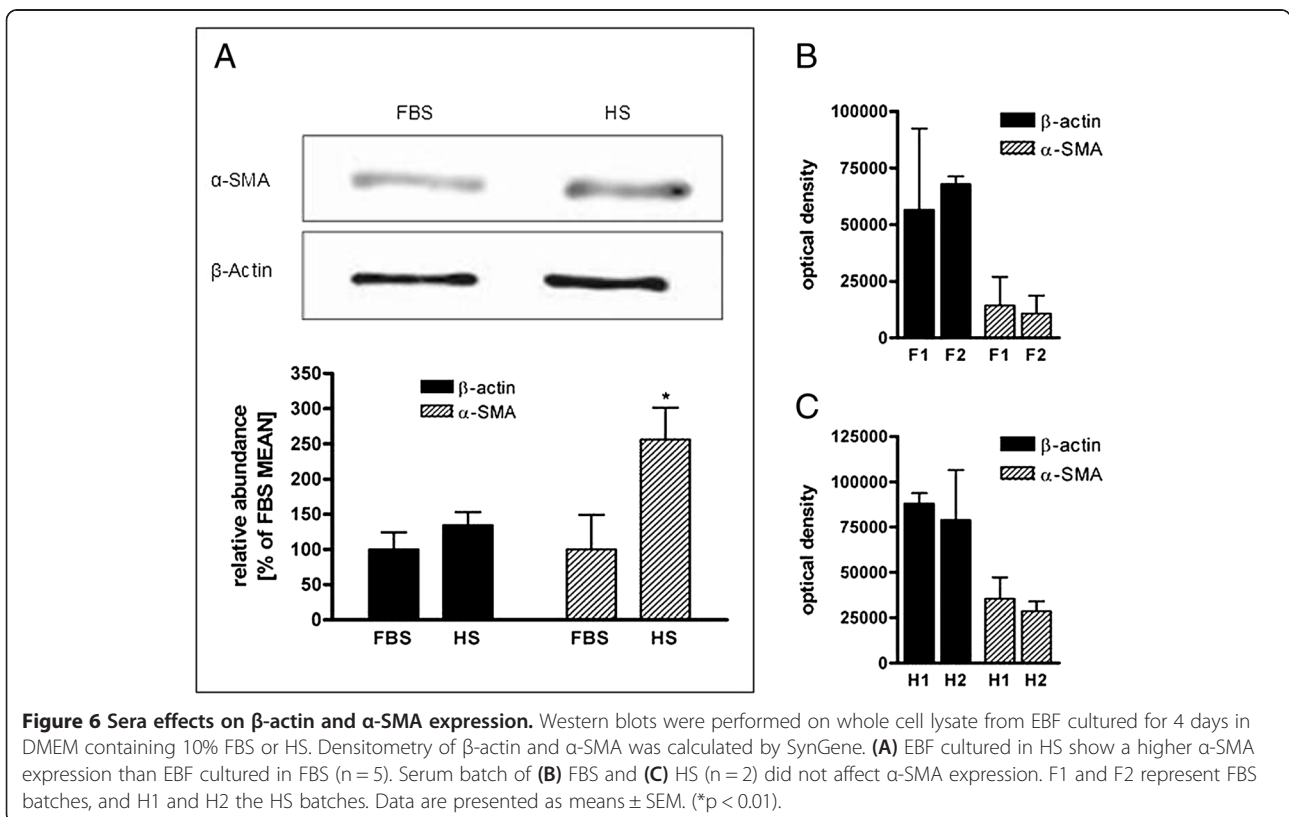 A
FBS HS
α-SMA
β-Actin
350
300
250
200
150
100
50
0
relative abundance
[% of FBS MEAN]
β-actin
α-SMA
*
FBS HS FBS HS
B
100000
75000
50000
25000
0
optical density
β-actin
α-SMA
F1 F2 F1 F2
C
125000
100000
75000
50000
25000
0
optical density
β-actin
α-SMA
H1 H2 H1 H2
Figure 6 Sera effects on β-actin and α-SMA expression. Western blots were performed on whole cell lysate from EBF cultured for 4 days in
DMEM containing 10% FBS or HS. Densitometry of β-actin and α-SMA was calculated by SynGene. (A) EBF cultured in HS show a higher α-SMA
expression than EBF cultured in FBS (n = 5). Serum batch of (B) FBS and (C) HS (n = 2) did not affect α-SMA expression. F1 and F2 represent FBS
batches, and H1 and H2 the HS batches. Data are presented as means ± SEM. (*p < 0.01).